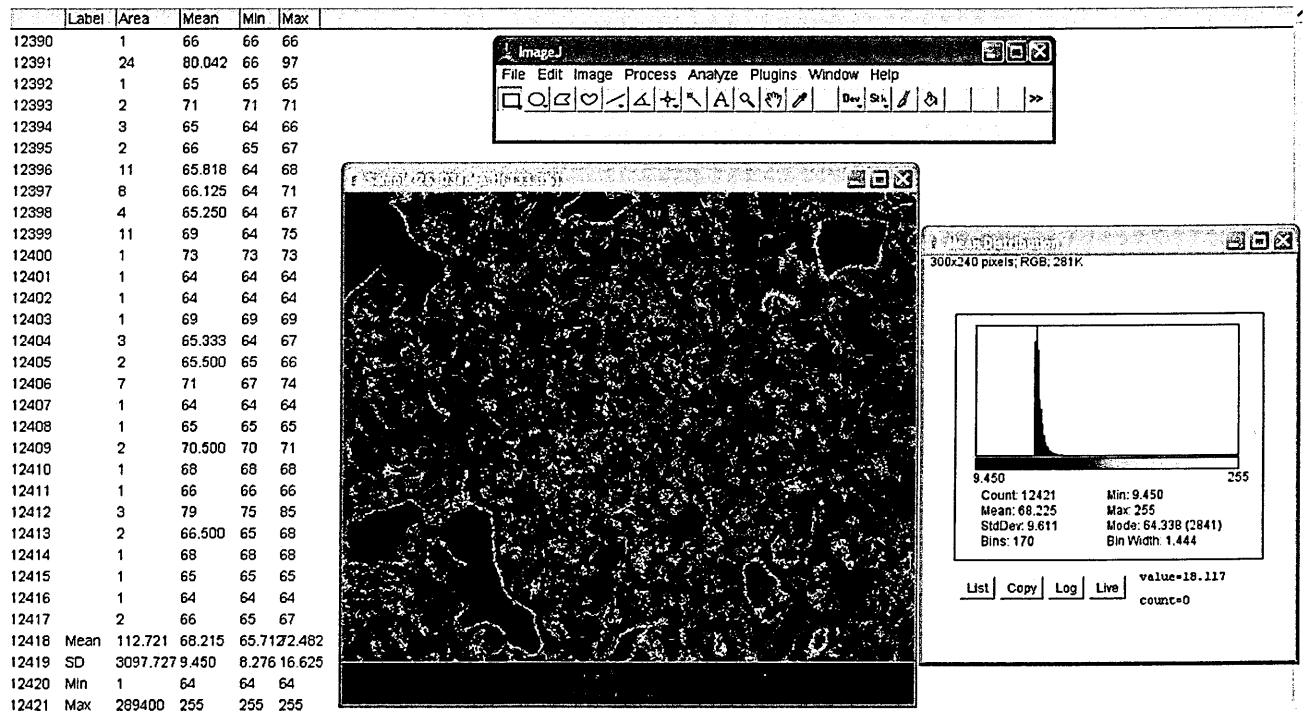 Label Area Mean Min Max
12390 1 66 66 66
12391 24 80.042 66 97
12392 1 65 65 65
12393 2 71 71 71
12394 3 65 64 66
12395 2 66 65 67
12396 11 65.818 64 68
12397 8 66.125 64 71
12398 4 65.250 64 67
12399 11 69 64 75
12400 1 73 73 73
12401 1 64 64 64
12402 1 64 64 64
12403 1 69 69 69
12404 3 65.333 64 67
12405 2 65.500 65 66
12406 7 71 67 74
12407 1 64 64 64
12408 1 65 65 65
12409 2 70.500 70 71
12410 1 68 68 68
12411 1 66 66 66
12412 3 79 75 85
12413 2 66.500 65 68
12414 1 68 68 68
12415 1 65 65 65
12416 1 64 64 64
12417 2 66 65 67
12418 Mean 112.721 68.215 65.712 72.482
12419 SD 3097.727 9.450 8.276 16.625
12420 Min 1 64 64 64
12421 Max 289400 255 255 255
ImageJ
File Edit Image Process Analyze Plugins Window Help
A Dev Stk >>
Mean Distribution
300x240 pixels; RGB; 281K
9.450 255
Count: 12421 Min: 9.450
Mean: 68.225 Max: 255
StdDev: 9.611 Mode: 64.338 (2841)
Bins: 170 Bin Width: 1.444
List Copy Log Live value=18.117
count=0